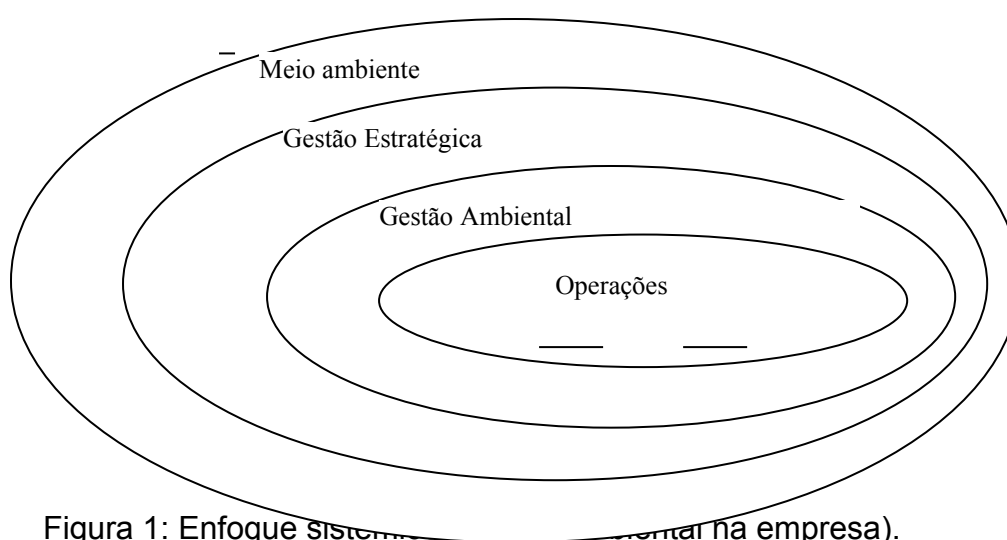 Meio ambiente
Gestão Estratégica
Gestão Ambiental
Operações
Figura 1: Enfoque na empresa).